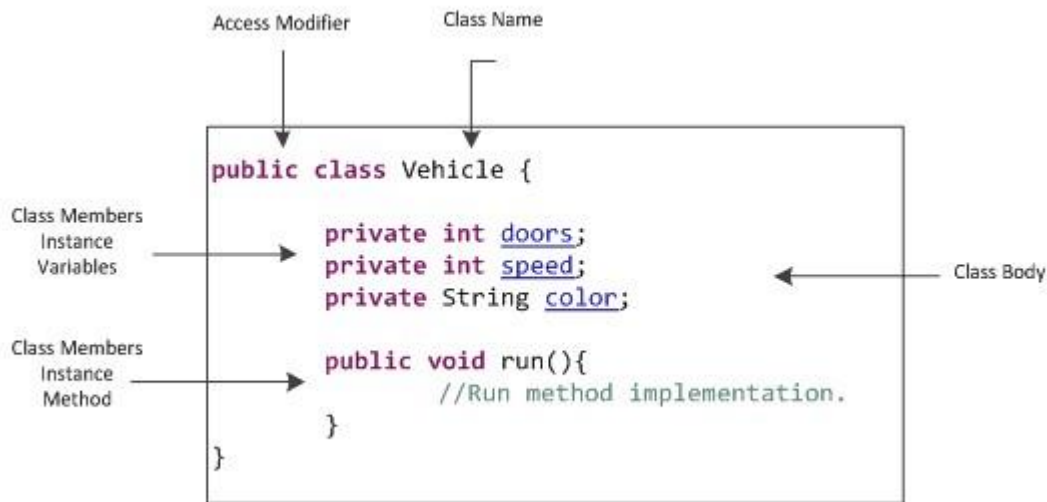 Access Modifier
Class Name
public class Vehicle {
Class Members
Instance
Variables
private int doors;
private int speed;
private String color;
Class Body
Class Members
Instance
Method
public void run(){
//Run method implementation.
}
}